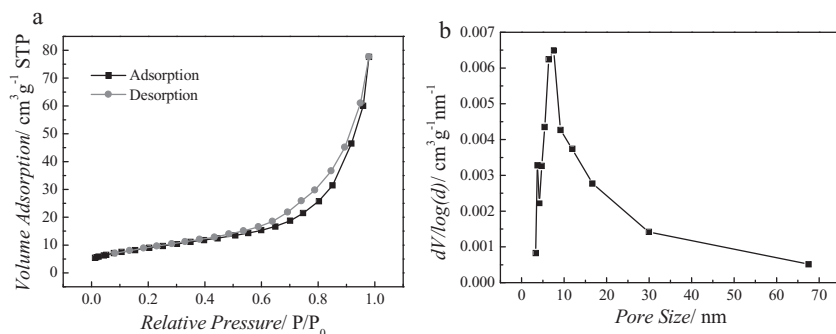 a
Volume Adsorption/ cm³g⁻¹ STP
80
70
60
50
40
30
20
10
0
Adsorption
Desorption
0.0 0.2 0.4 0.6 0.8 1.0
Relative Pressure/ P/P₀
b
dV/log(d)/ cm³g⁻¹nm⁻¹
0.007
0.006
0.005
0.004
0.003
0.002
0.001
0.000
0 10 20 30 40 50 60 70
Pore Size/ nm